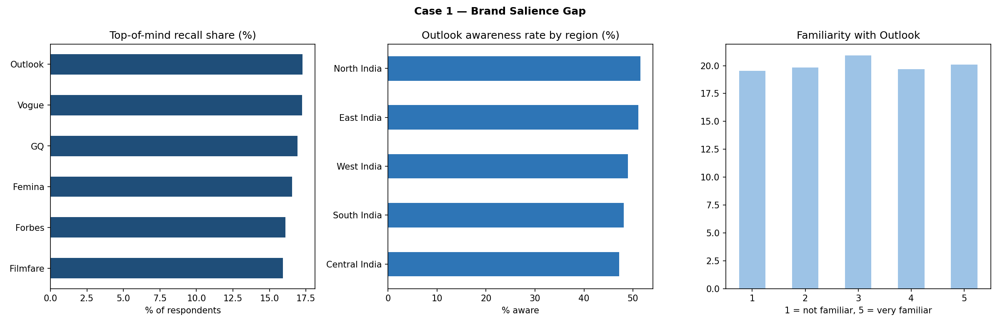 Case 1 — Brand Salience Gap
Top-of-mind recall share (%)
Outlook
Vogue
GQ
Femina
Forbes
Filmfare
0.0 2.5 5.0 7.5 10.0 12.5 15.0 17.5
% of respondents
Outlook awareness rate by region (%)
North India
East India
West India
South India
Central India
0 10 20 30 40 50
% aware
Familiarity with Outlook
20.0
17.5
15.0
12.5
10.0
7.5
5.0
2.5
0.0
1 2 3 4 5
1 = not familiar, 5 = very familiar